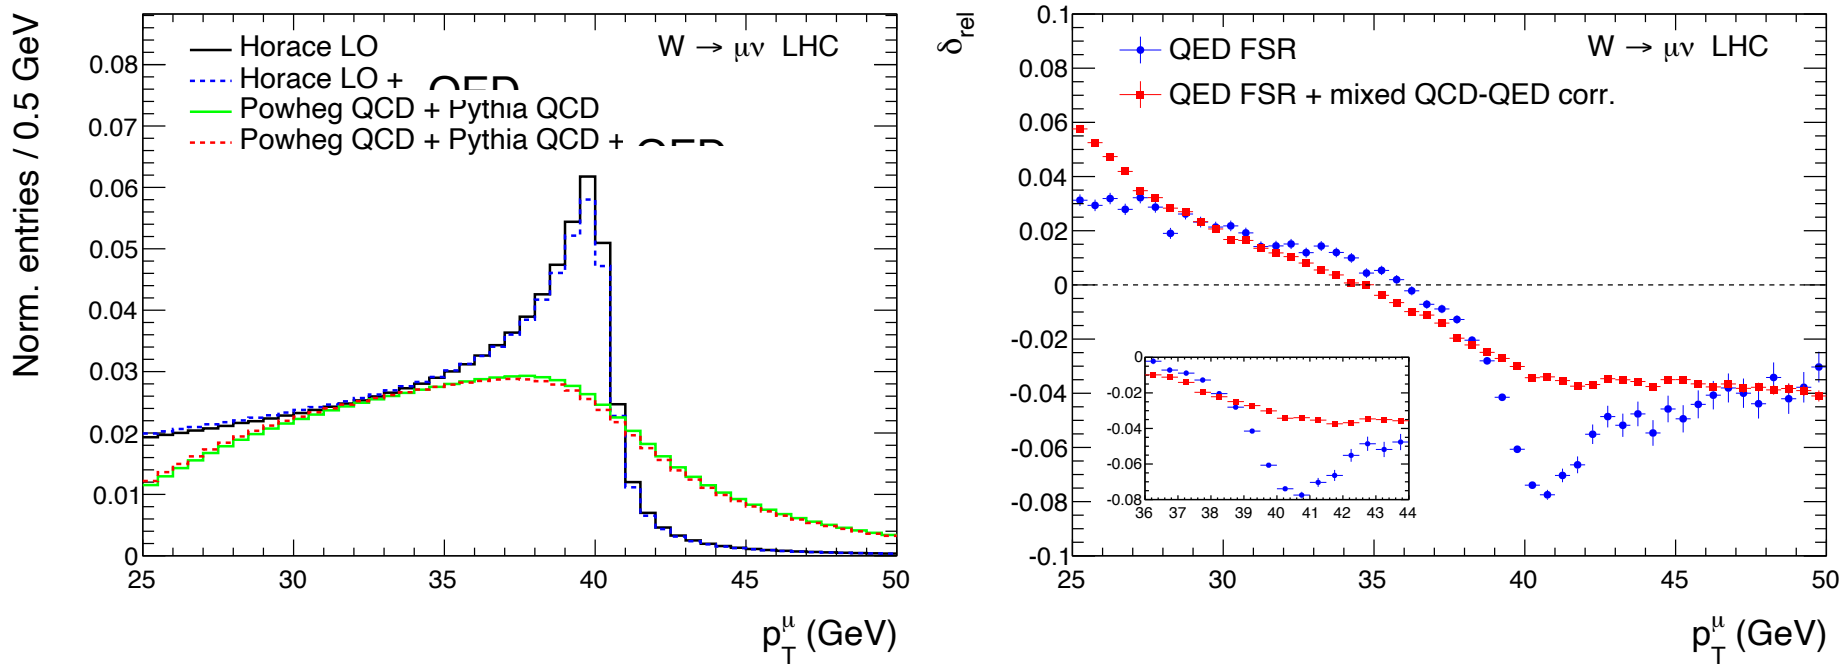 Norm. entries / 0.5 GeV
Horace LO
Horace LO + QED
Powheg QCD + Pythia QCD
Powheg QCD + Pythia QCD + QED
W → μν LHC
0.08
0.07
0.06
0.05
0.04
0.03
0.02
0.01
0
25 30 35 40 45 50
p_T^μ (GeV)
δ_rel
QED FSR
QED FSR + mixed QCD-QED corr.
W → μν LHC
0.1
0.08
0.06
0.04
0.02
0
-0.02
-0.04
-0.06
-0.08
-0.1
0
-0.02
-0.04
-0.06
-0.08
36 37 38 39 40 41 42 43 44
25 30 35 40 45 50
p_T^μ (GeV)